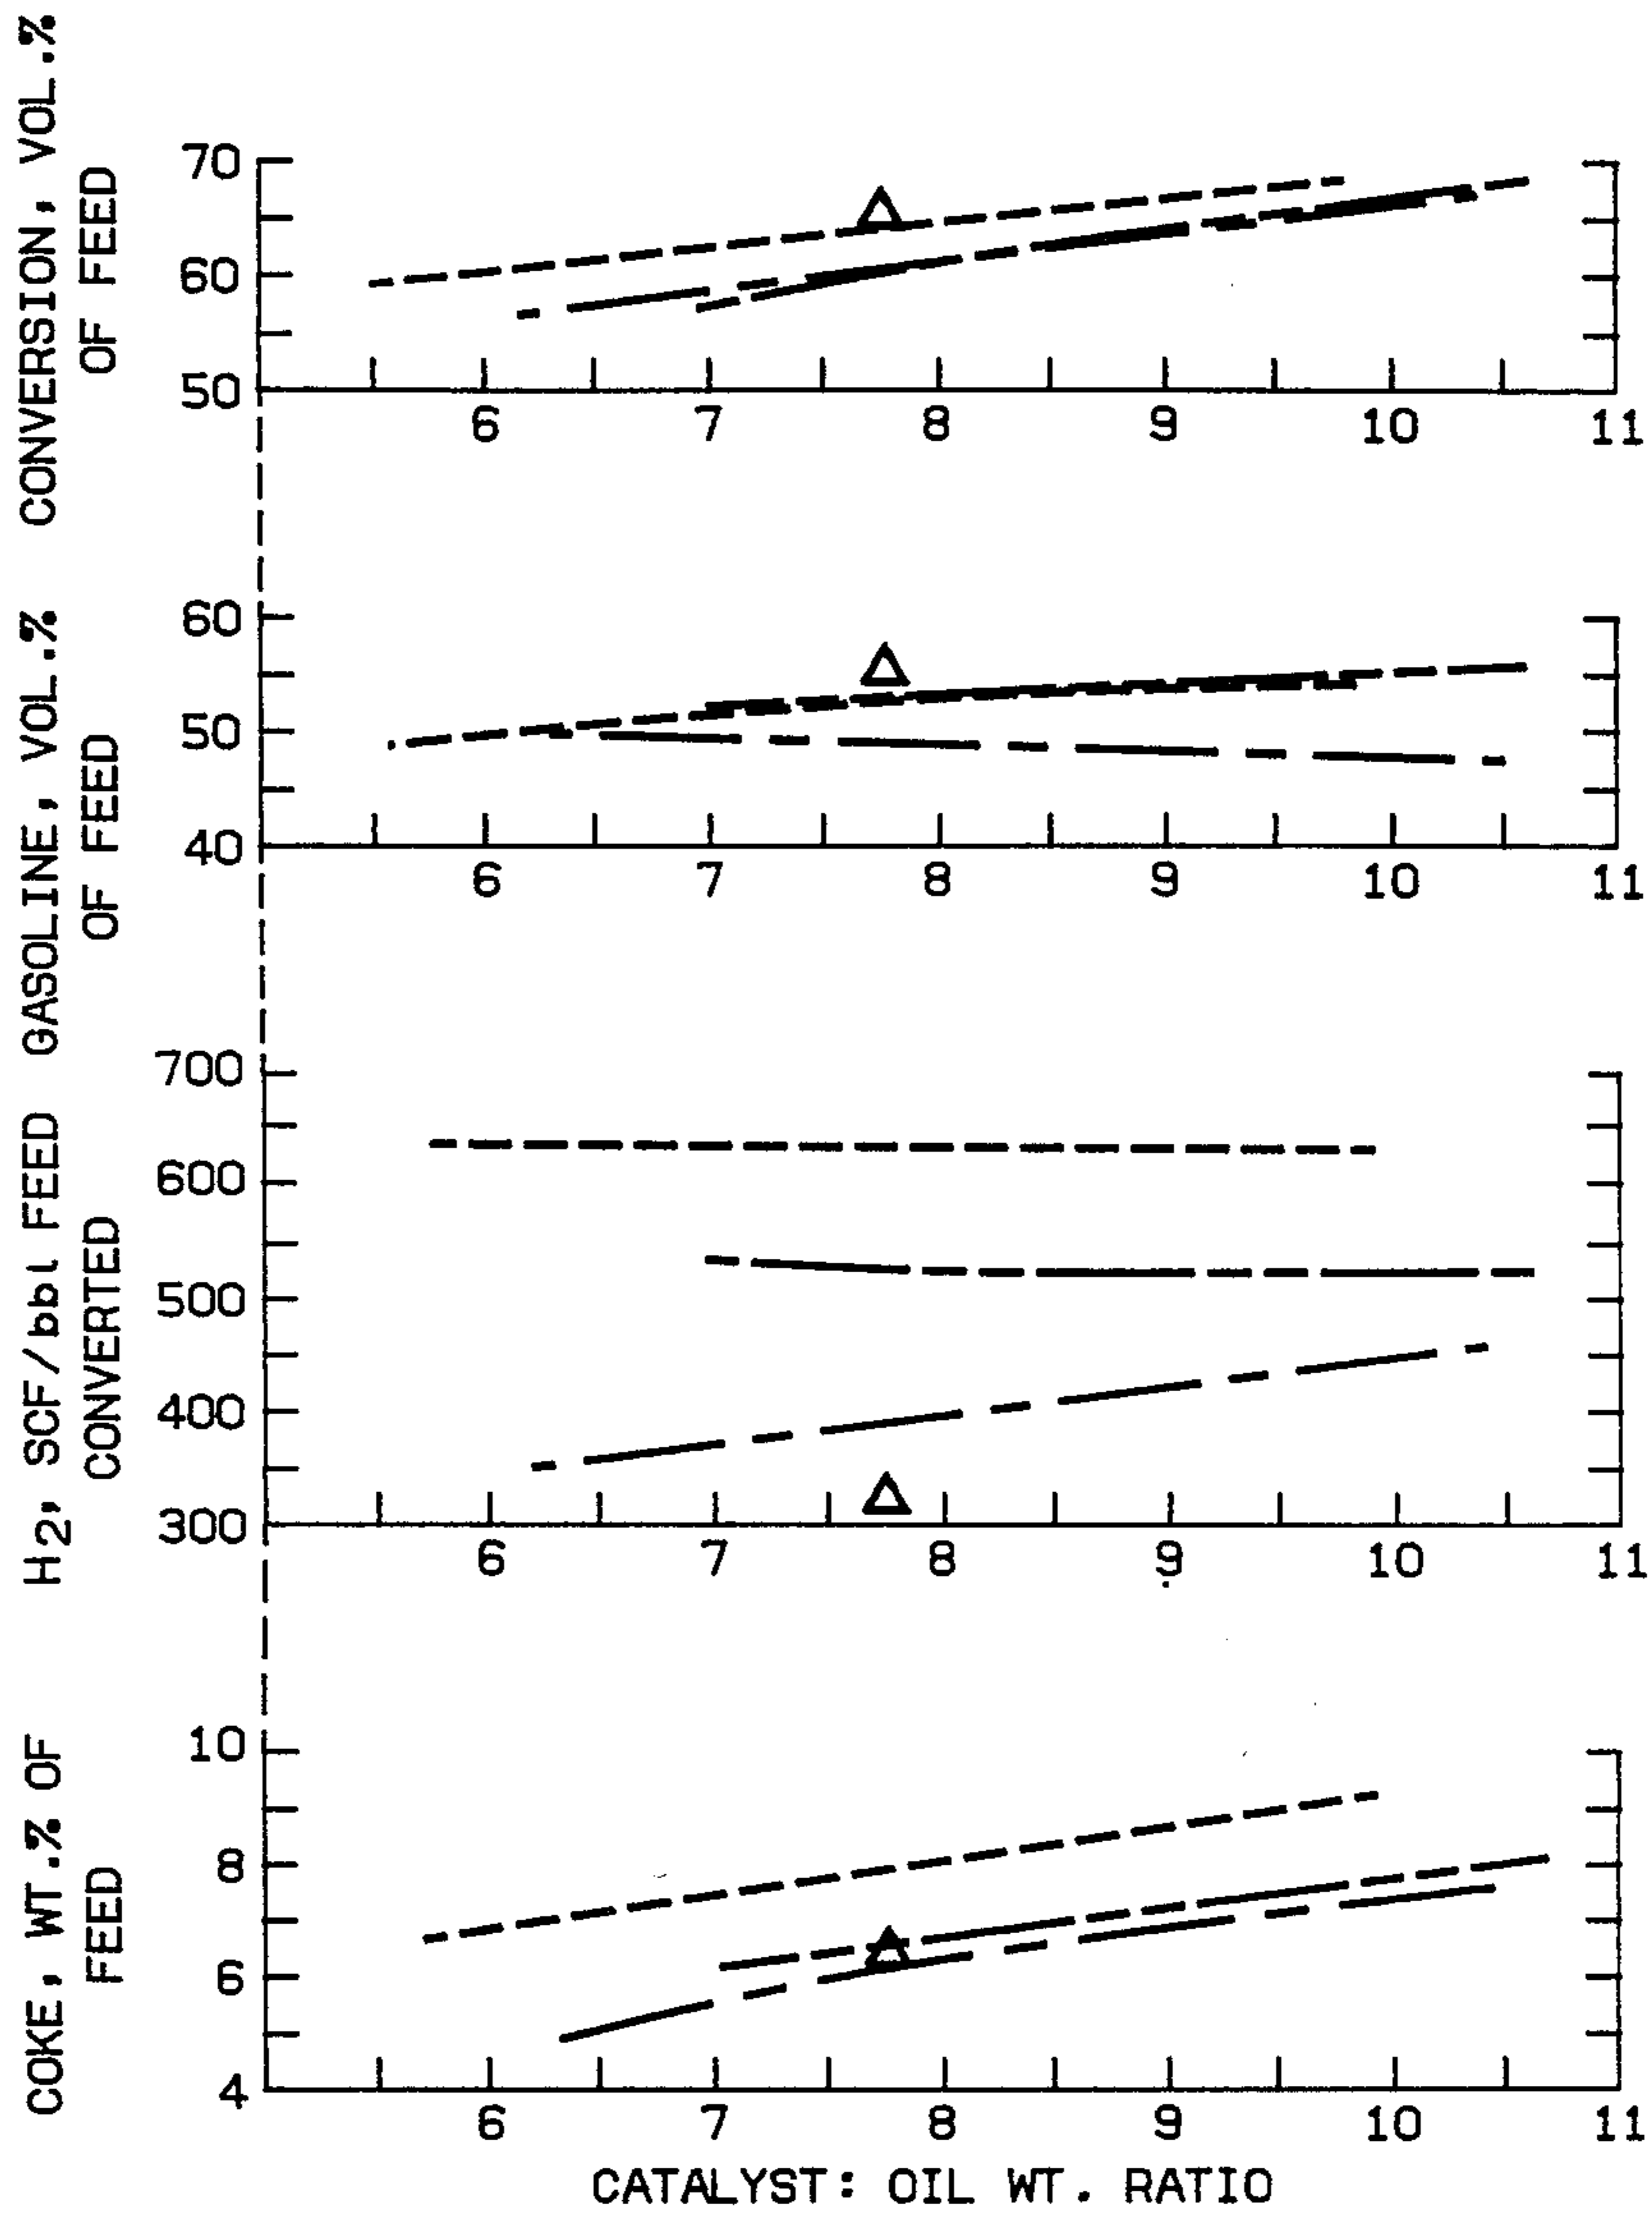 CONVERSION, VOL.%
OF FEED
70
60
50
6 7 8 9 10 11
GASOLINE, VOL.%
OF FEED
60
50
40
6 7 8 9 10 11
H2, SCF/bbl FEED
CONVERTED
700
600
500
400
300
6 7 8 9 10 11
COKE, WT.% OF
FEED
10
8
6
4
6 7 8 9 10 11
CATALYST: OIL WT. RATIO